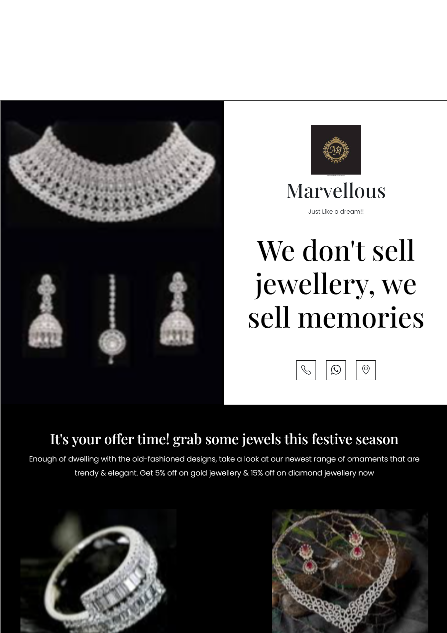 Marvellous
Just Like a dream!!
We don't sell
jewellery, we
sell memories
It's your offer time! grab some jewels this festive season
Enough of dwelling with the old-fashioned designs, take a look at our newest range of ornaments that are
trendy & elegant. Get 5% off on gold jewellery & 15% off on diamond jewellery now